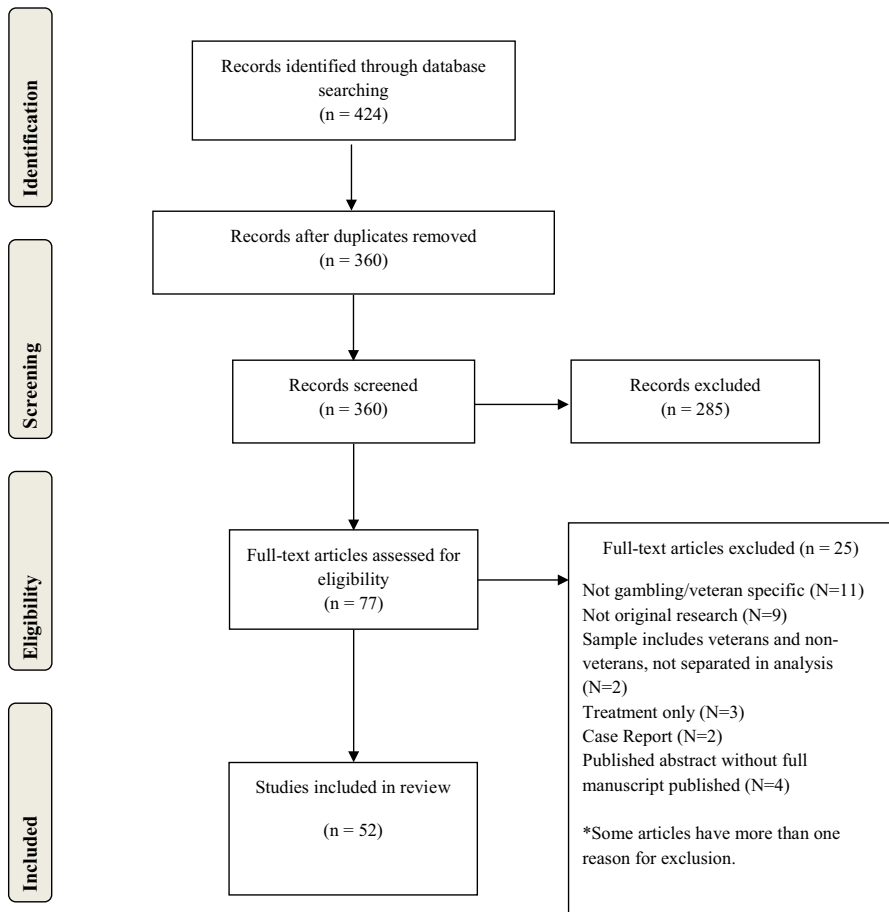 Identification
Records identified through database
searching
(n = 424)
Records after duplicates removed
(n = 360)
Screening
Records screened
(n = 360)
Records excluded
(n = 285)
Eligibility
Full-text articles assessed for
eligibility
(n = 77)
Full-text articles excluded (n = 25)
Not gambling/veteran specific (N=11)
Not original research (N=9)
Sample includes veterans and non-
veterans, not separated in analysis
(N=2)
Treatment only (N=3)
Case Report (N=2)
Published abstract without full
manuscript published (N=4)
*Some articles have more than one
reason for exclusion.
Included
Studies included in review
(n = 52)